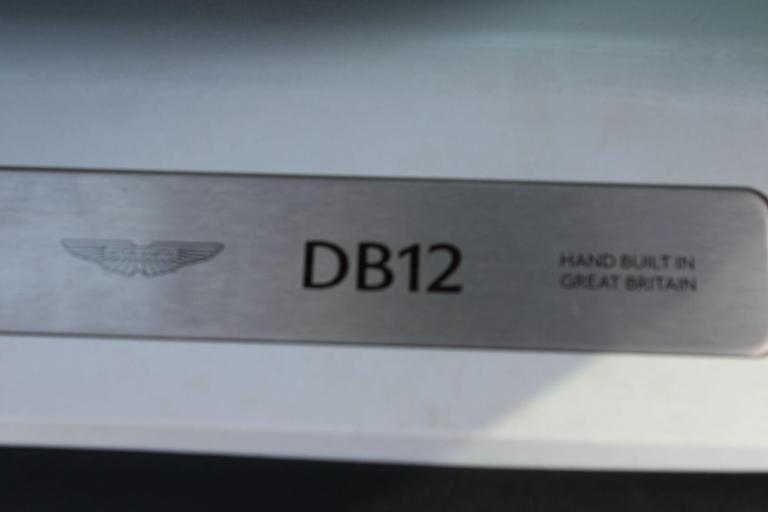 DB12
HAND BUILT IN
GREAT BRITAIN